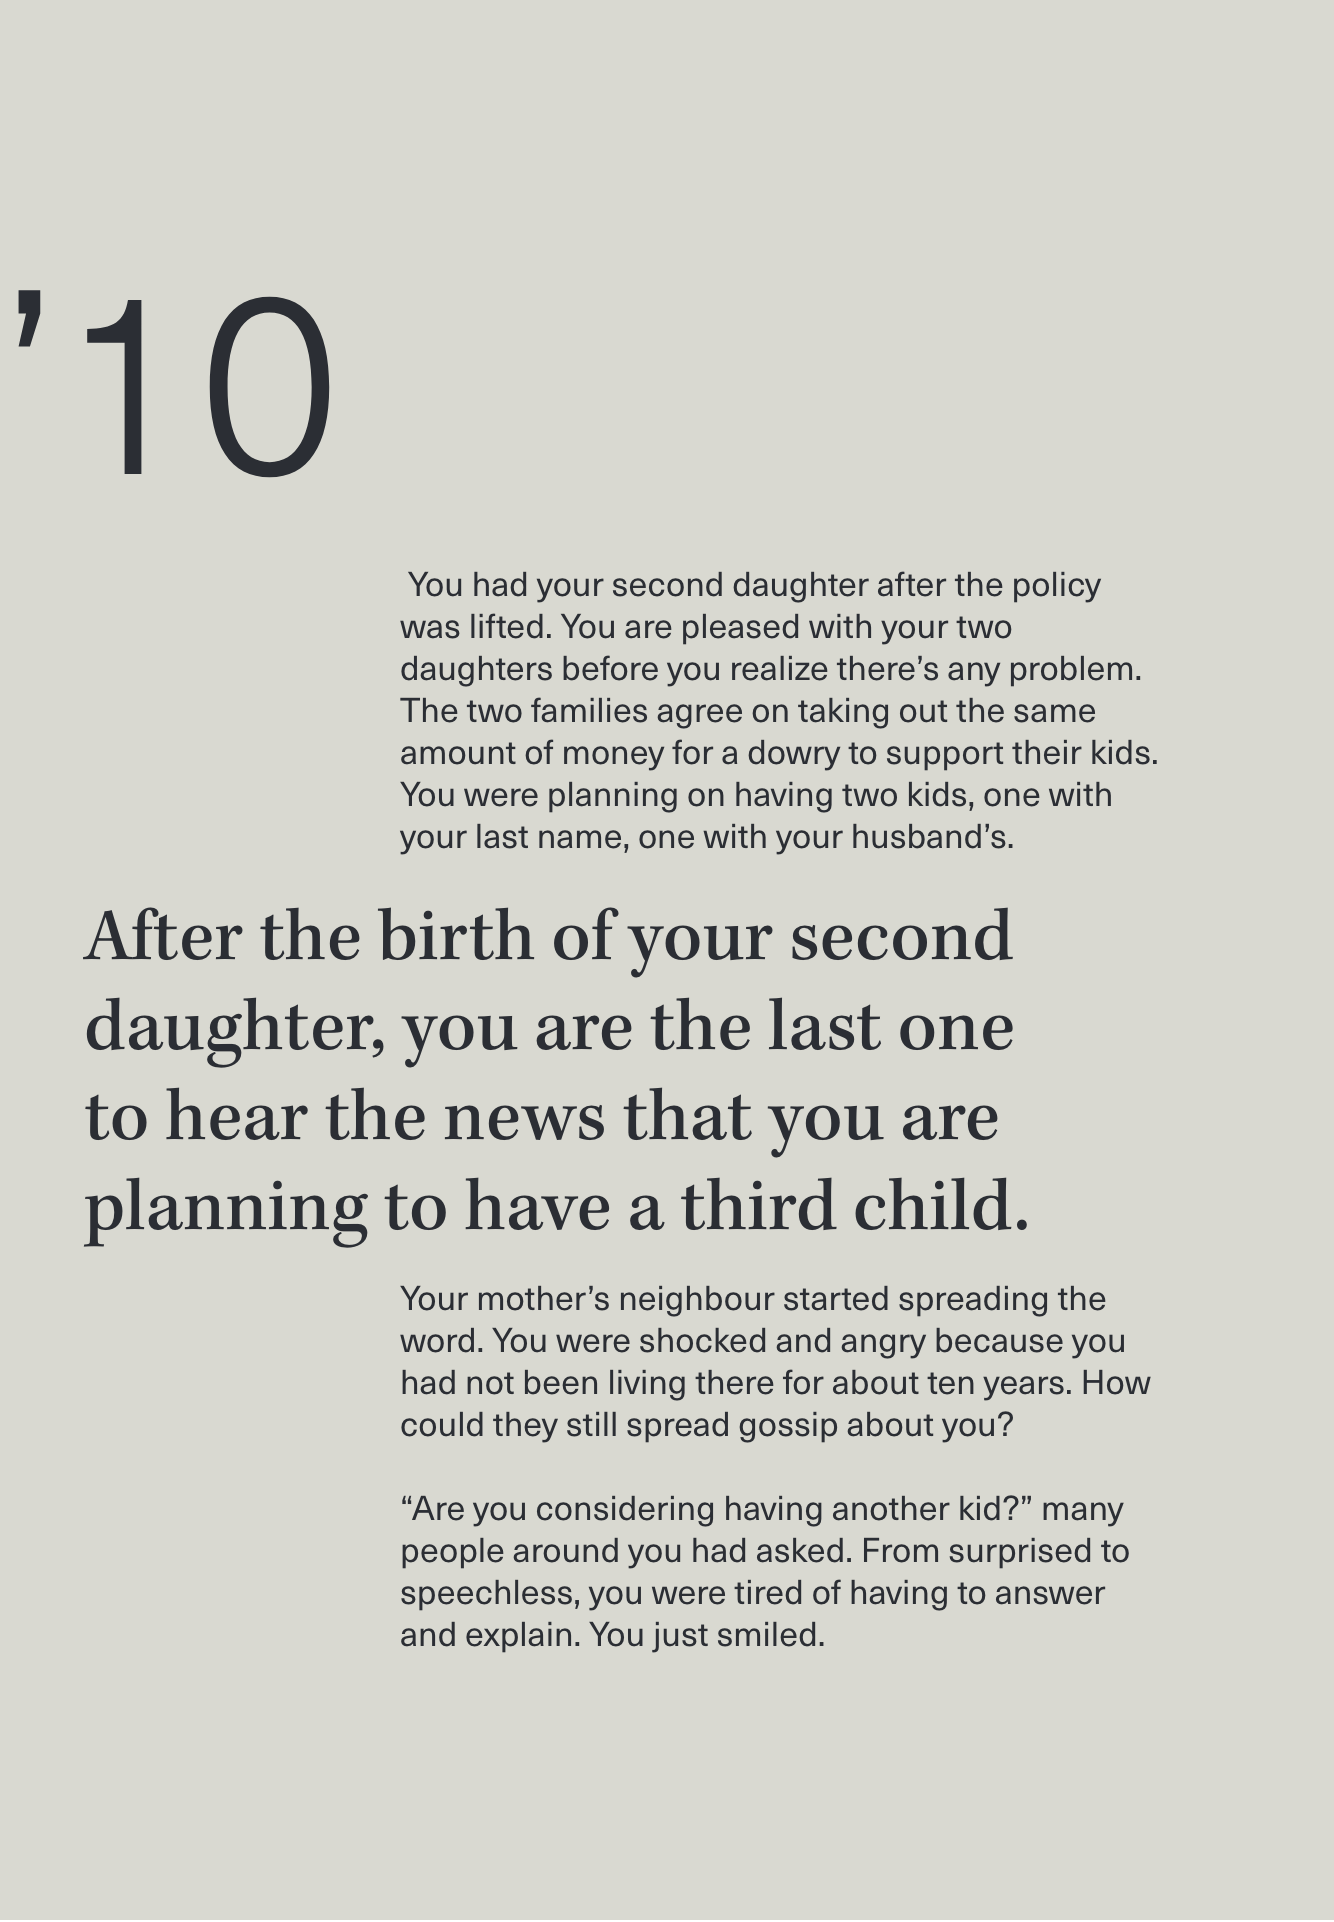 ’10
You had your second daughter after the policy
was lifted. You are pleased with your two
daughters before you realize there’s any problem.
The two families agree on taking out the same
amount of money for a dowry to support their kids.
You were planning on having two kids, one with
your last name, one with your husband’s.
After the birth of your second
daughter, you are the last one
to hear the news that you are
planning to have a third child.
Your mother’s neighbour started spreading the
word. You were shocked and angry because you
had not been living there for about ten years. How
could they still spread gossip about you?
“Are you considering having another kid?” many
people around you had asked. From surprised to
speechless, you were tired of having to answer
and explain. You just smiled.